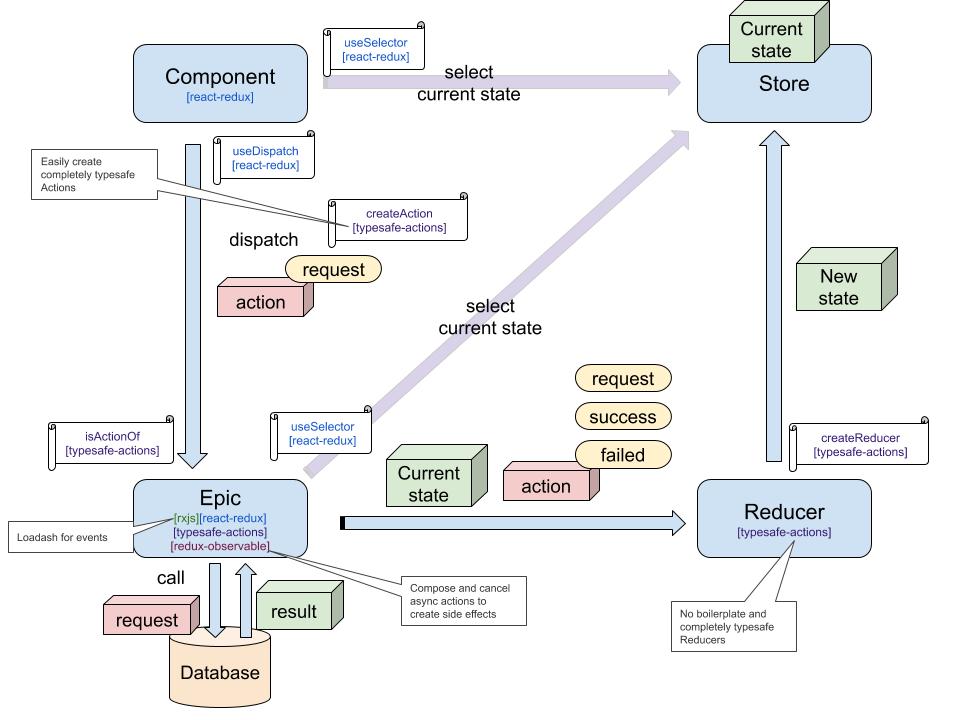 Current
state
useSelector
[react-redux]
Component
[react-redux]
select
current state
Store
useDispatch
[react-redux]
Easily create
completely typesafe
Actions
createAction
[typesafe-actions]
dispatch
request
action
New
state
select
current state
request
success
failed
isActionOf
[typesafe-actions]
useSelector
[react-redux]
createReducer
[typesafe-actions]
Current
state
action
Epic
[rxjs][react-redux]
[typesafe-actions]
[redux-observable]
Reducer
[typesafe-actions]
Loadash for events
call
request
result
Compose and cancel
async actions to
create side effects
No boilerplate and
completely typesafe
Reducers
Database